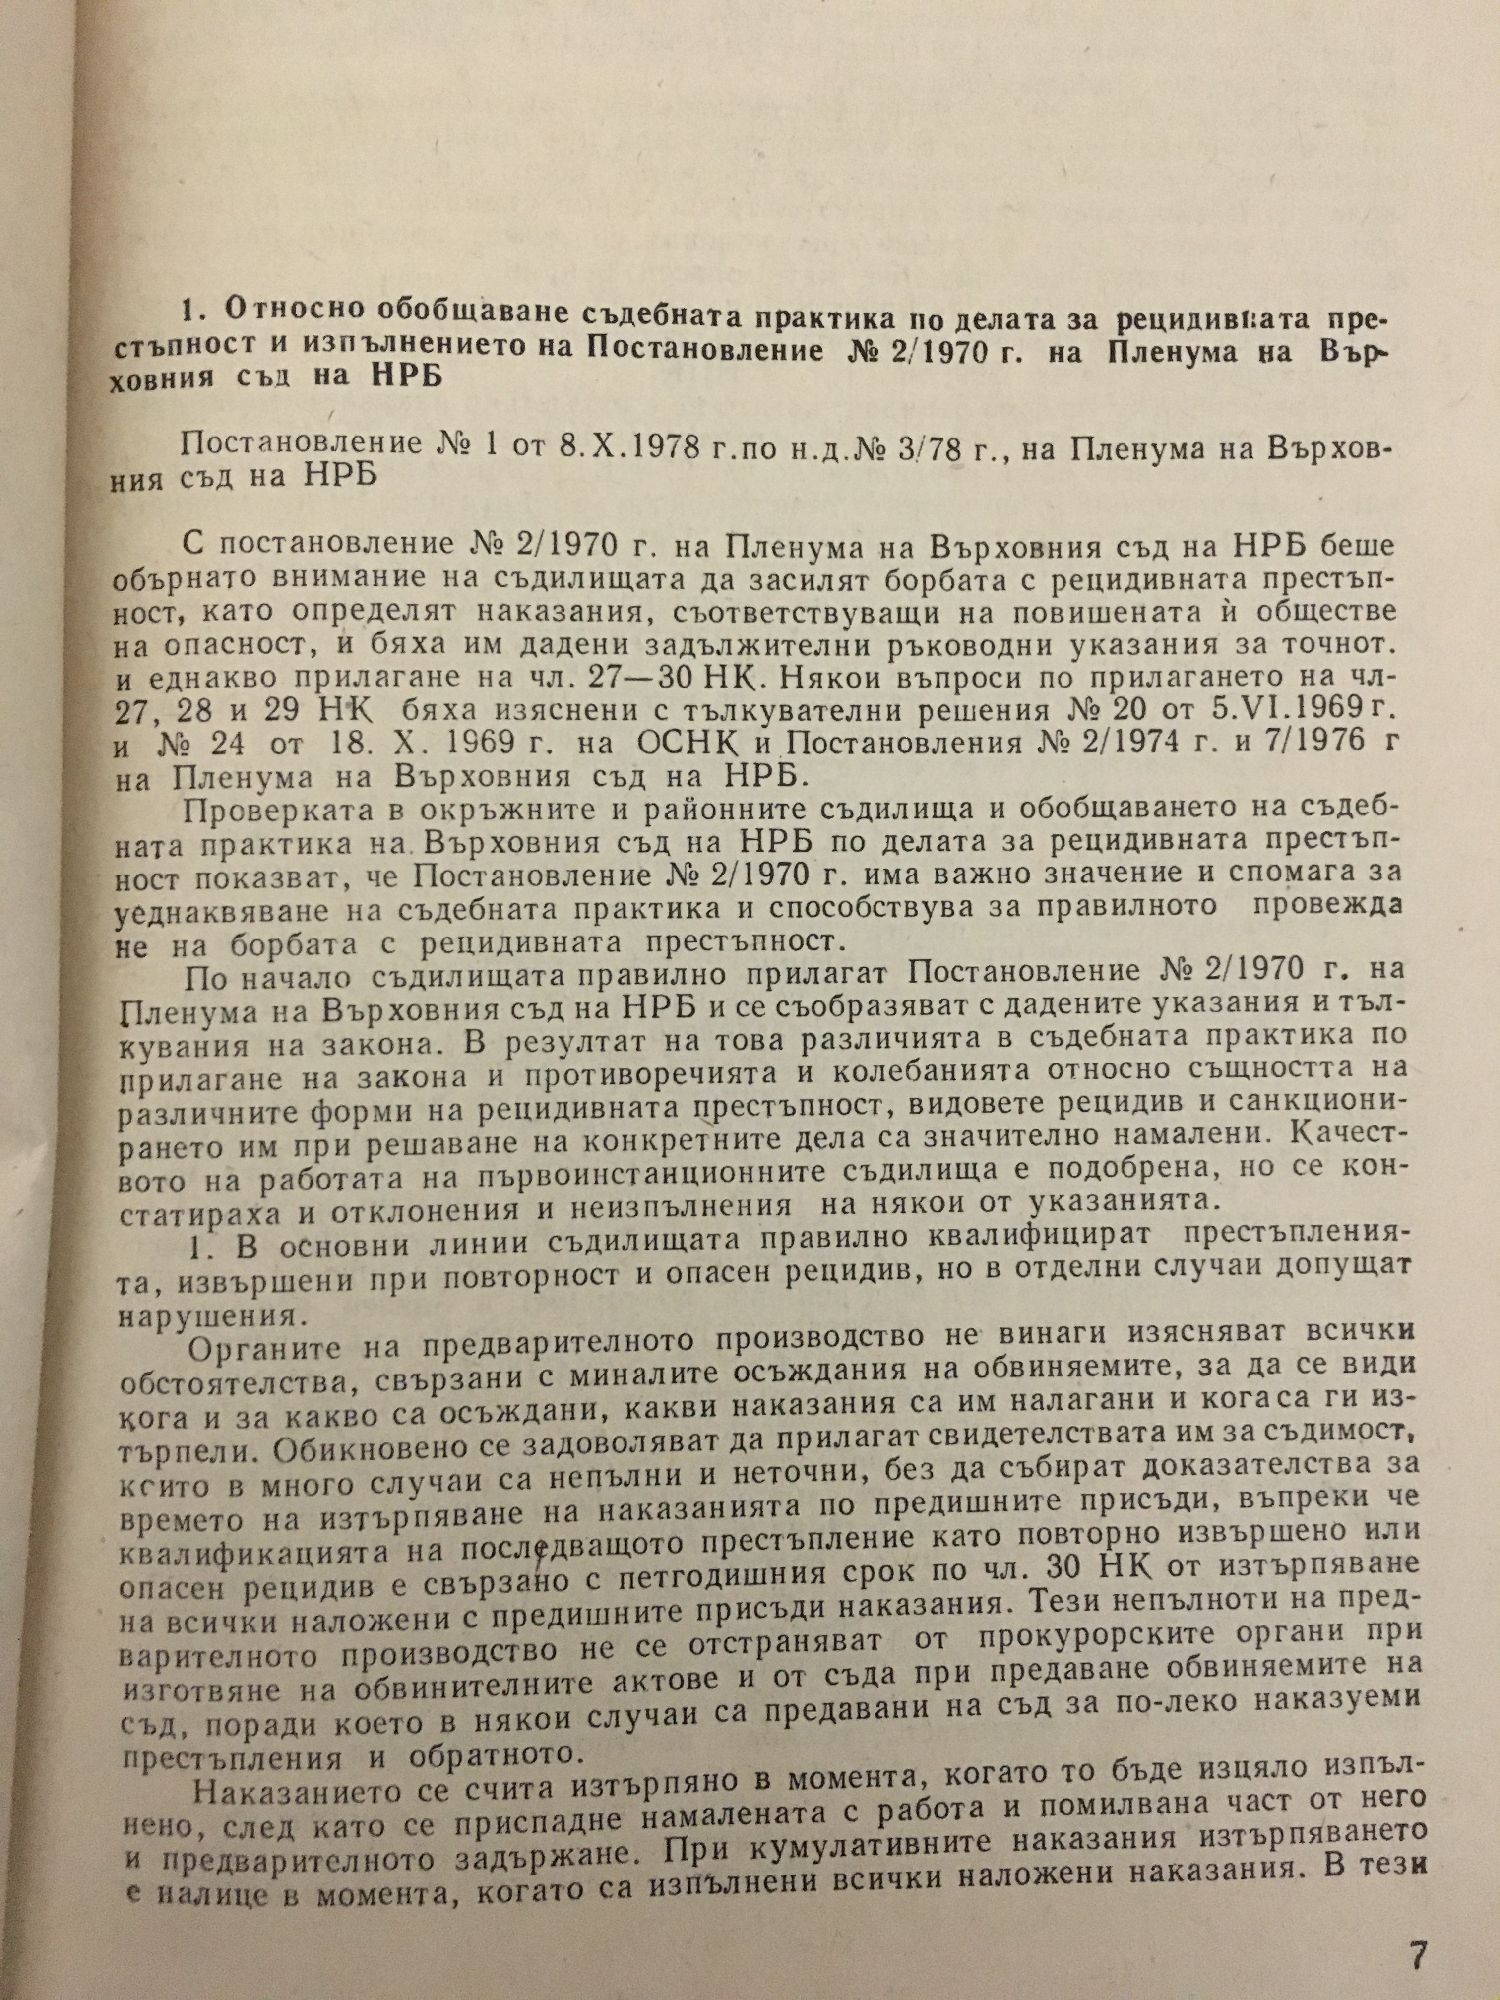 1. Относно обобщаване съдебната практика по делата за рецидивната пре-
стъпност и изпълнението на Постановление № 2/1970 г. на Пленума на Вър-
ховния съд на НРБ
Постановление № 1 от 8.X.1978 г.по н.д.№ 3/78 г., на Пленума на Върхов-
ния съд на НРБ
С постановление № 2/1970 г. на Пленума на Върховния съд на НРБ беше
обърнато внимание на съдилищата да засилят борбата с рецидивната престъп-
ност, като определят наказания, съответствуващи на повишената ѝ обществе
на опасност, и бяха им дадени задължителни ръководни указания за точнот.
и еднакво прилагане на чл. 27—30 НК. Някои въпроси по прилагането на чл-
27, 28 и 29 НК бяха изяснени с тълкувателни решения № 20 от 5.VI.1969 г.
и № 24 от 18. X. 1969 г. на ОСНК и Постановления № 2/1974 г. и 7/1976 г
на Пленума на Върховния съд на НРБ.
Проверката в окръжните и районните съдилища и обобщаването на съдеб-
ната практика на Върховния съд на НРБ по делата за рецидивната престъп-
ност показват, че Постановление № 2/1970 г. има важно значение и спомага за
уеднаквяване на съдебната практика и способствува за правилното провежда
не на борбата с рецидивната престъпност.
По начало съдилищата правилно прилагат Постановление № 2/1970 г. на
Пленума на Върховния съд на НРБ и се съобразяват с дадените указания и тъл-
кувания на закона. В резултат на това различията в съдебната практика по
прилагане на закона и противоречията и колебанията относно същността на
различните форми на рецидивната престъпност, видовете рецидив и санкциони-
рането им при решаване на конкретните дела са значително намалени. Качест-
вото на работата на първоинстанционните съдилища е подобрена, но се кон-
статираха и отклонения и неизпълнения на някои от указанията.
1. В основни линии съдилищата правилно квалифицират престъпления-
та, извършени при повторност и опасен рецидив, но в отделни случаи допущат
нарушения.
Органите на предварителното производство не винаги изясняват всички
обстоятелства, свързани с миналите осъждания на обвиняемите, за да се види
кога и за какво са осъждани, какви наказания са им налагани и кога са ги из-
търпели. Обикновено се задоволяват да прилагат свидетелствата им за съдимост,
които в много случаи са непълни и неточни, без да събират доказателства за
времето на изтърпяване на наказанията по предишните присъди, въпреки че
квалификацията на последващото престъпление като повторно извършено или
опасен рецидив е свързано с петгодишния срок по чл. 30 НК от изтърпяване
на всички наложени с предишните присъди наказания. Тези непълноти на пред-
варителното производство не се отстраняват от прокурорските органи при
изготвяне на обвинителните актове и от съда при предаване обвиняемите на
съд, поради което в някои случаи са предавани на съд за по-леко наказуеми
престъпления и обратното.
Наказанието се счита изтърпяно в момента, когато то бъде изцяло изпъл-
нено, след като се приспадне намалената с работа и помилвана част от него
и предварителното задържане. При кумулативните наказания изтърпяването
е налице в момента, когато са изпълнени всички наложени наказания. В тези
7